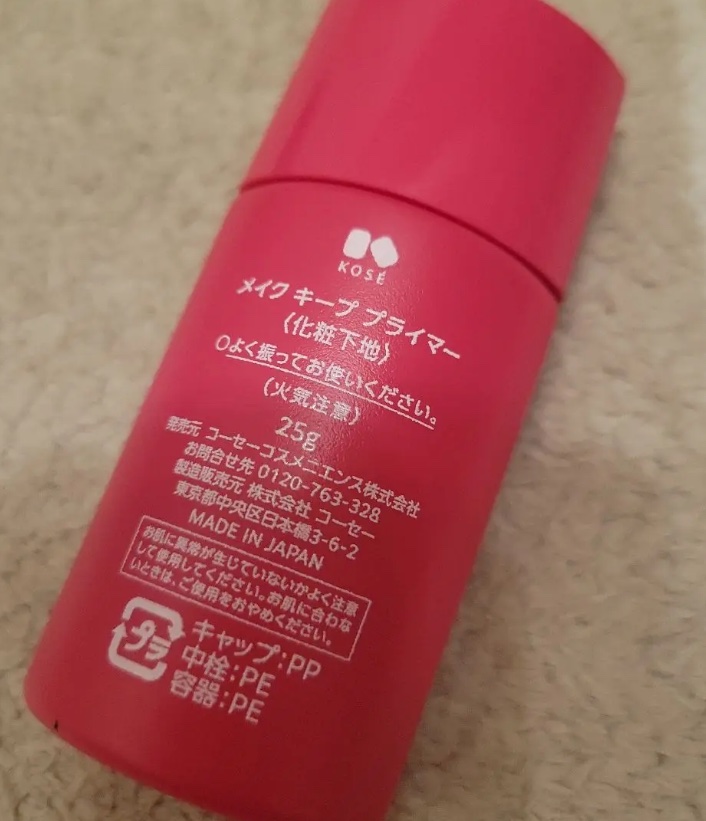 KOSÉ
メイク キープ プライマー
〈化粧下地〉
○よく振ってお使いください。
〈火気注意〉
25g
発売元 コーセーコスメニエンス株式会社
お問合せ先 0120-763-328
製造販売元 株式会社 コーセー
東京都中央区日本橋3-6-2
MADE IN JAPAN
お肌に異常が生じていないかよく注意
して使用してください。お肌に合わな
いときは、ご使用をおやめください。
プラ
キャップ:PP
中栓:PE
容器:PE